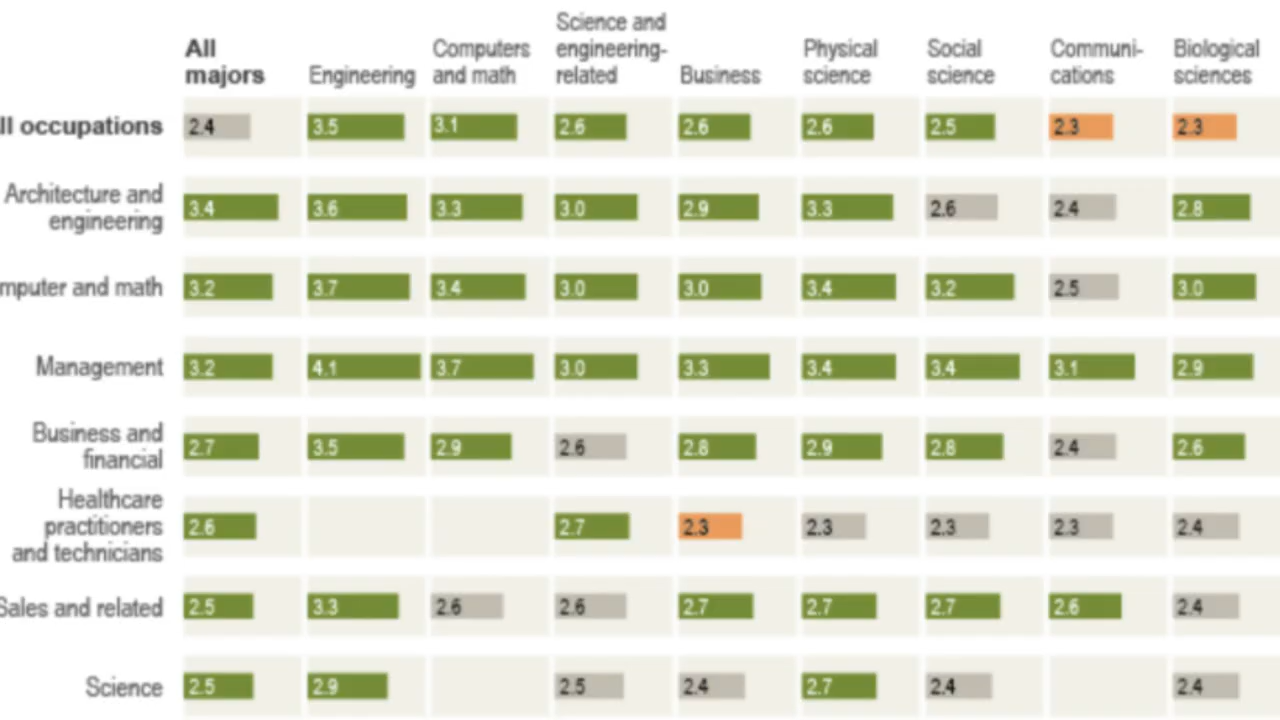 All majors Engineering Computers and math Science and engineering-related Business Physical science Social science Communi-cations Biological sciences
ll occupations 2.4 3.5 3.1 2.6 2.6 2.6 2.5 2.3 2.3
Architecture and engineering 3.4 3.6 3.3 3.0 2.9 3.3 2.6 2.4 2.8
mputer and math 3.2 3.7 3.4 3.0 3.0 3.4 3.2 2.5 3.0
Management 3.2 4.1 3.7 3.0 3.3 3.4 3.4 3.1 2.9
Business and financial 2.7 3.5 2.9 2.6 2.8 2.9 2.8 2.4 2.6
Healthcare practitioners and technicians 2.6 2.7 2.3 2.3 2.3 2.3 2.4
Sales and related 2.5 3.3 2.6 2.6 2.7 2.7 2.7 2.6 2.4
Science 2.5 2.9 2.5 2.4 2.7 2.4 2.4